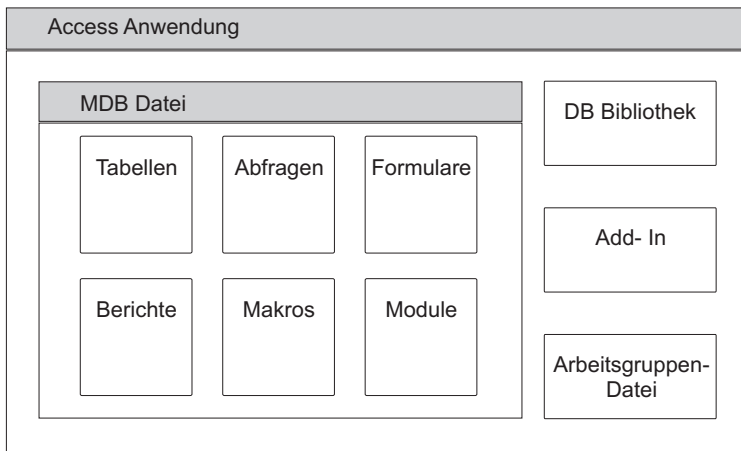 Access Anwendung
MDB Datei
Tabellen
Abfragen
Formulare
Berichte
Makros
Module
DB Bibliothek
Add- In
Arbeitsgruppen-
Datei